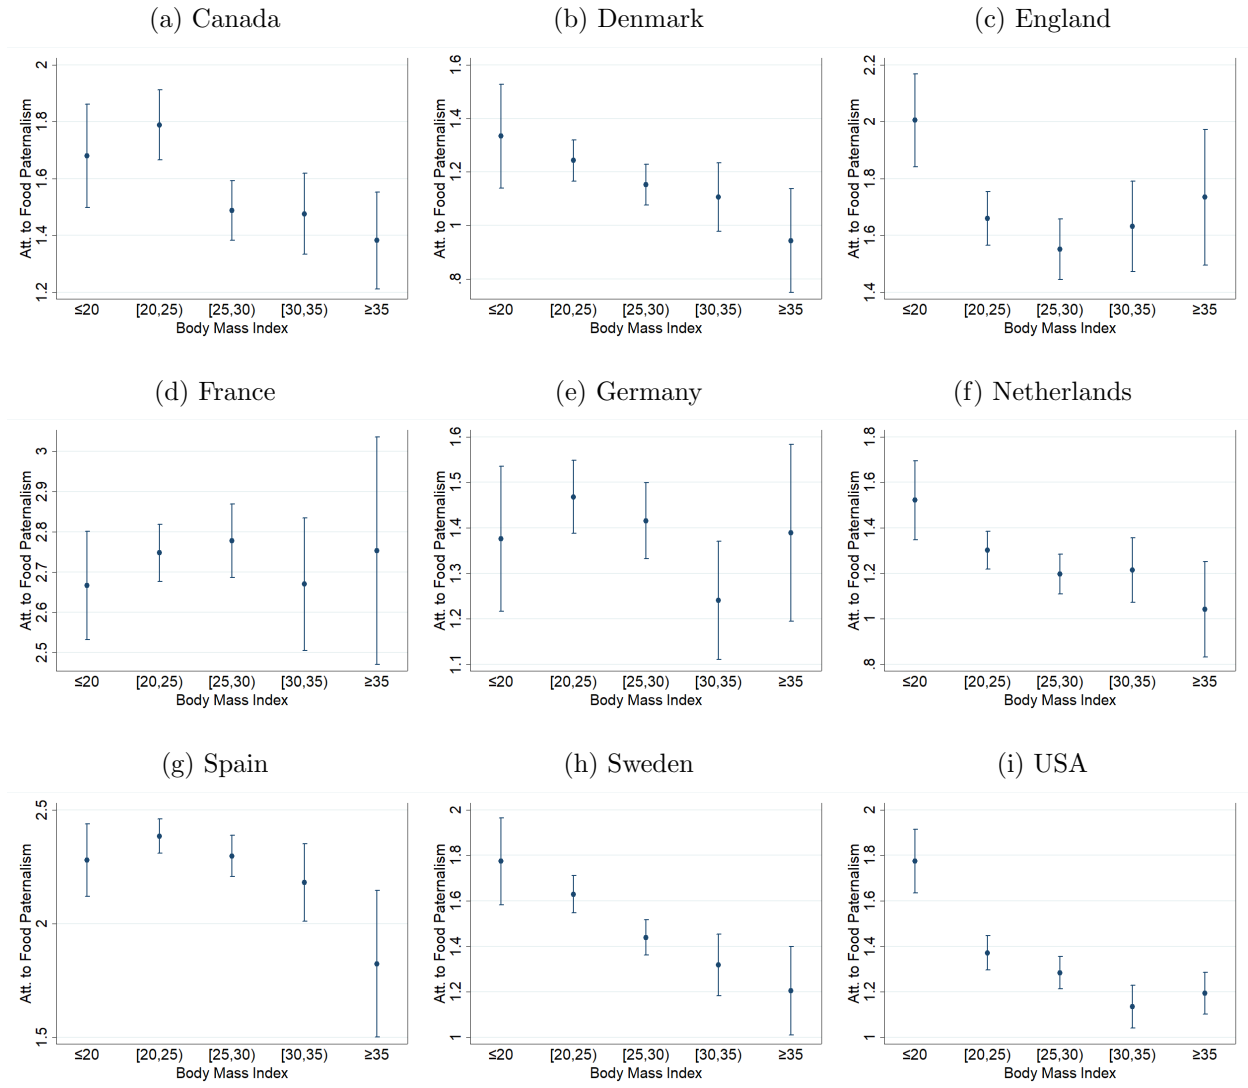 (a) Canada
Att. to Food Paternalism
2
1.8
1.6
1.4
1.2
≤20 [20,25) [25,30) [30,35) ≥35
Body Mass Index
(b) Denmark
Att. to Food Paternalism
1.6
1.4
1.2
1
.8
≤20 [20,25) [25,30) [30,35) ≥35
Body Mass Index
(c) England
Att. to Food Paternalism
2.2
2
1.8
1.6
1.4
≤20 [20,25) [25,30) [30,35) ≥35
Body Mass Index
(d) France
Att. to Food Paternalism
3
2.9
2.8
2.7
2.6
2.5
≤20 [20,25) [25,30) [30,35) ≥35
Body Mass Index
(e) Germany
Att. to Food Paternalism
1.6
1.5
1.4
1.3
1.2
1.1
≤20 [20,25) [25,30) [30,35) ≥35
Body Mass Index
(f) Netherlands
Att. to Food Paternalism
1.8
1.6
1.4
1.2
1
.8
≤20 [20,25) [25,30) [30,35) ≥35
Body Mass Index
(g) Spain
Att. to Food Paternalism
2.5
2
1.5
≤20 [20,25) [25,30) [30,35) ≥35
Body Mass Index
(h) Sweden
Att. to Food Paternalism
2
1.8
1.6
1.4
1.2
1
≤20 [20,25) [25,30) [30,35) ≥35
Body Mass Index
(i) USA
Att. to Food Paternalism
2
1.8
1.6
1.4
1.2
1
≤20 [20,25) [25,30) [30,35) ≥35
Body Mass Index